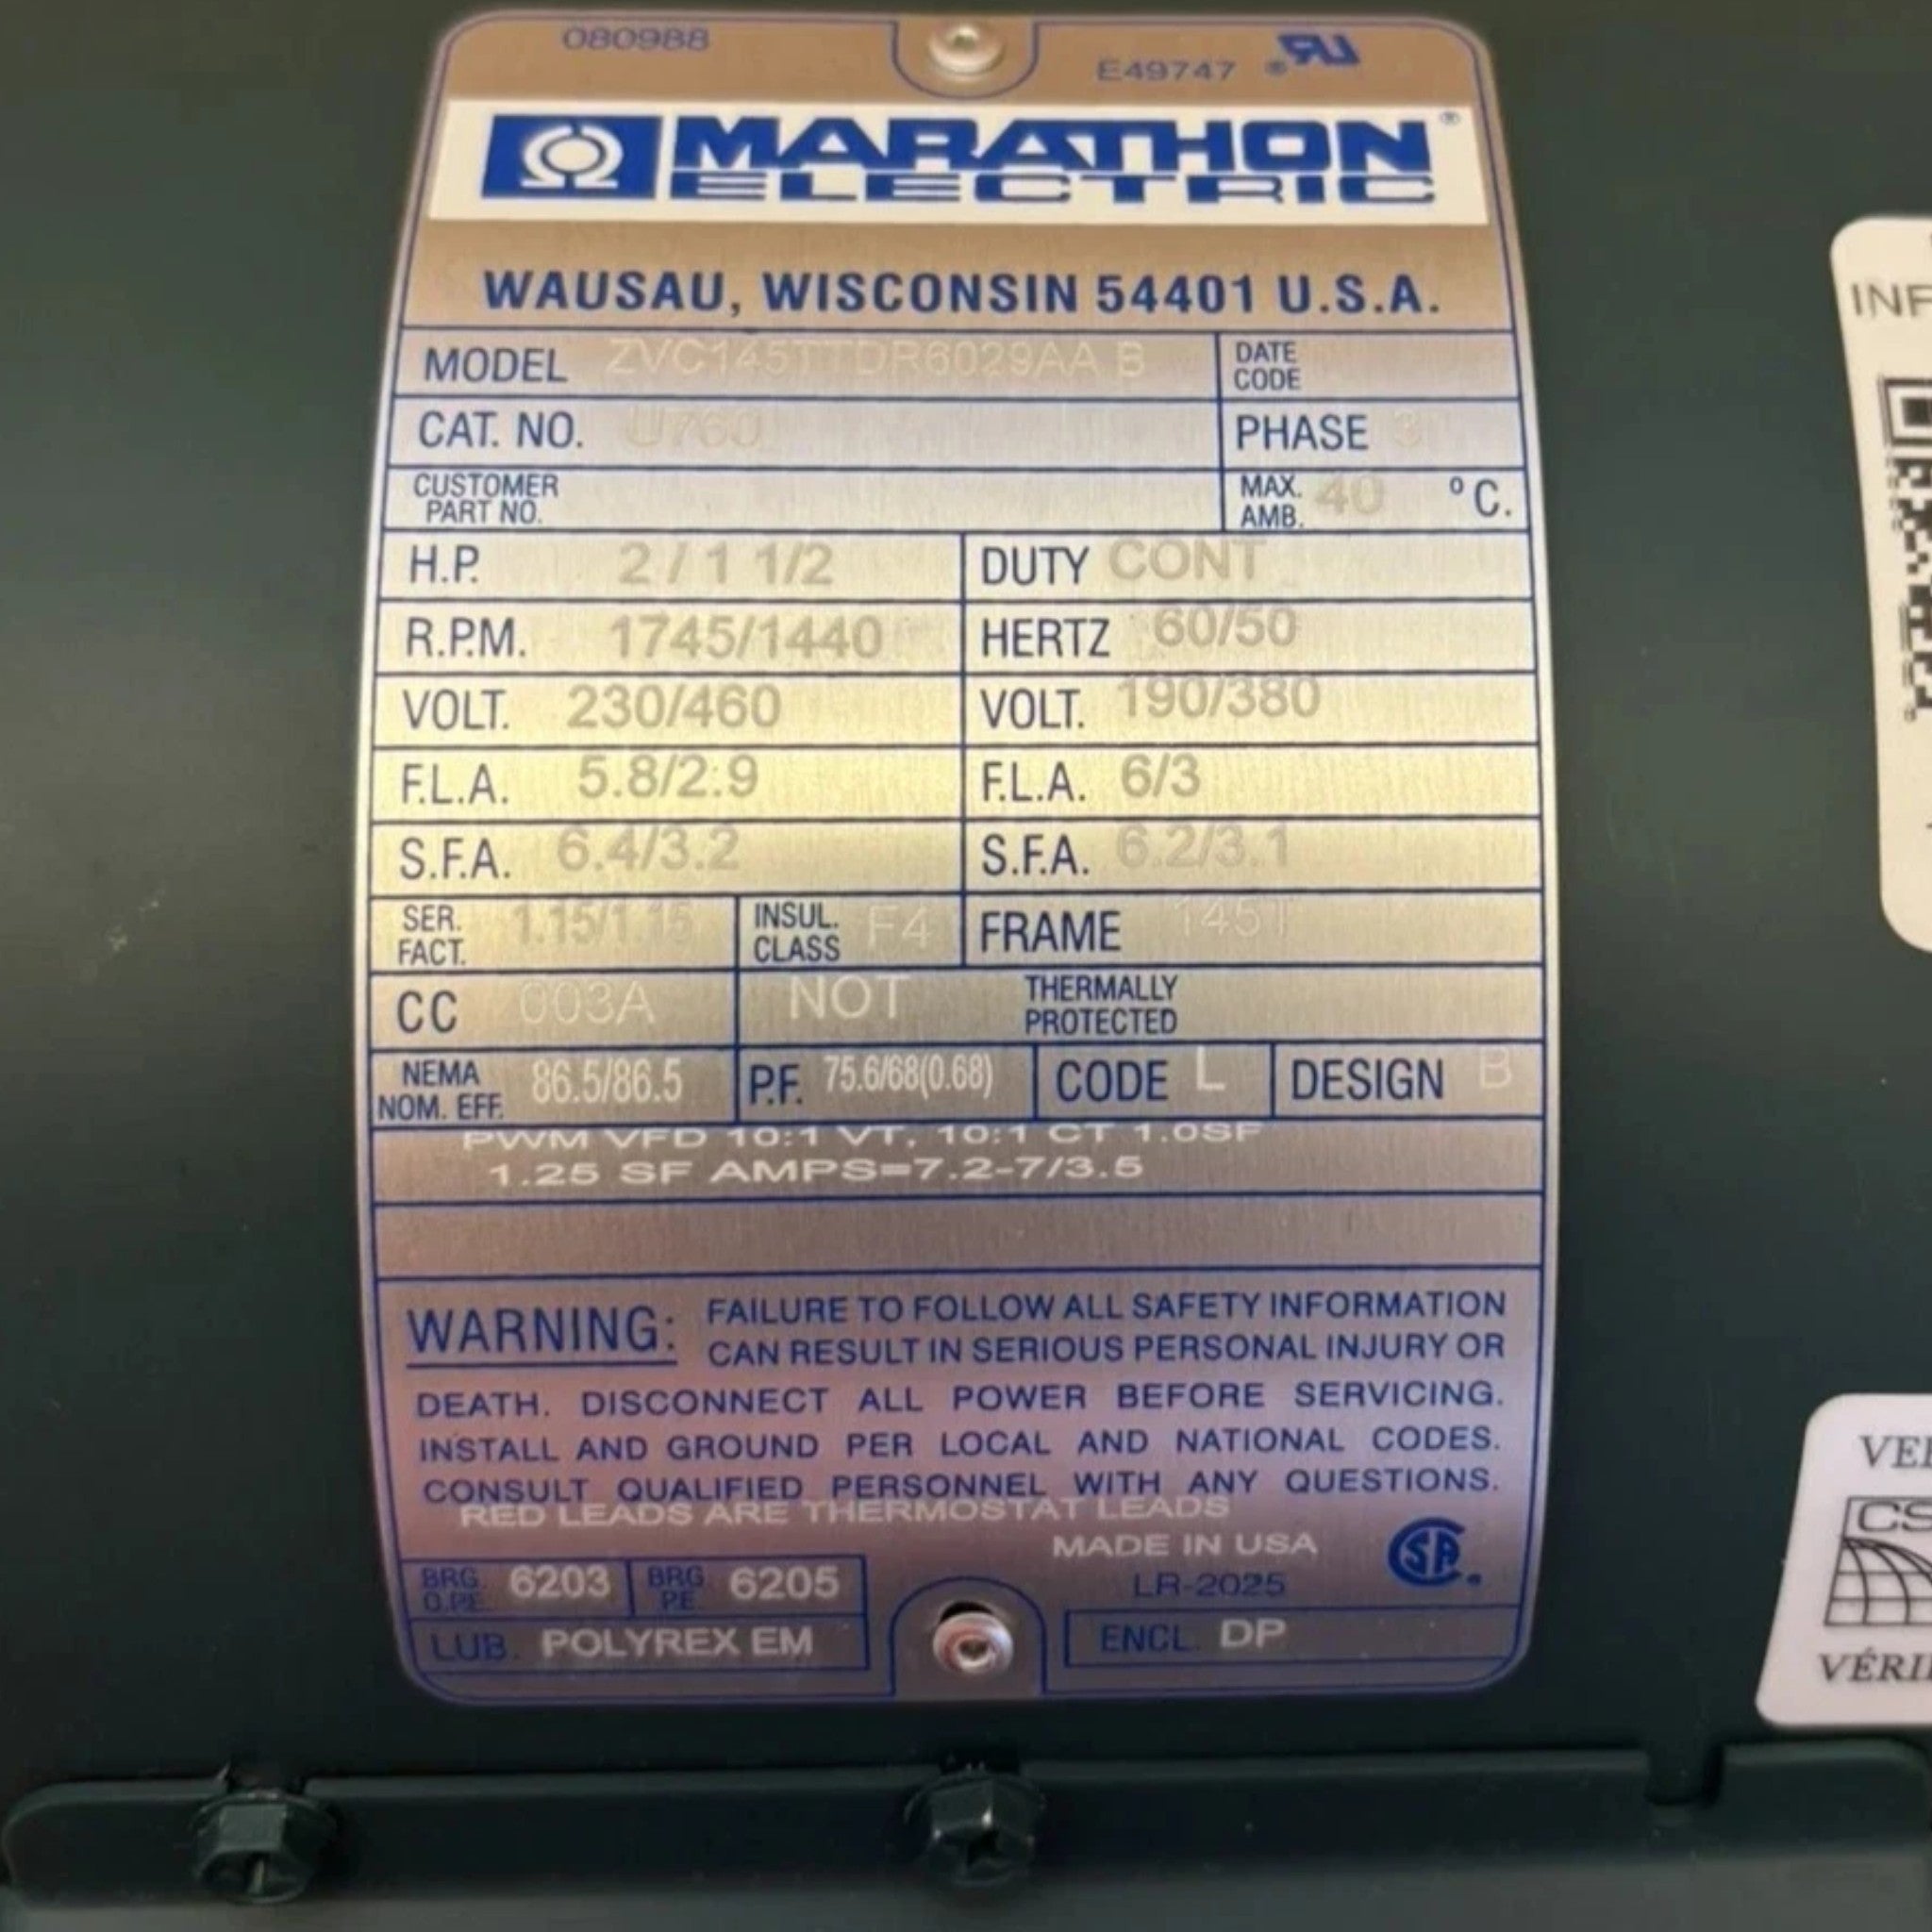 080988
E49747 ®
MARATHON®
ELECTRIC
WAUSAU, WISCONSIN 54401 U.S.A.
MODEL ZVC145TTDR6029AA B
DATE
CODE
CAT. NO. U760
PHASE 3
CUSTOMER
PART NO.
MAX.
AMB. 40 °C.
H.P. 2 / 1 1/2
DUTY CONT
R.P.M. 1745/1440
HERTZ 60/50
VOLT. 230/460
VOLT. 190/380
F.L.A. 5.8/2.9
F.L.A. 6/3
S.F.A. 6.4/3.2
S.F.A. 6.2/3.1
SER.
FACT. 1.15/1.15
INSUL.
CLASS F4
FRAME 145T
CC 003A
NOT THERMALLY
PROTECTED
NEMA
NOM. EFF. 86.5/86.5
P.F. 75.6/68(0.68)
CODE L
DESIGN B
PWM VFD 10:1 VT, 10:1 CT 1.0SF
1.25 SF AMPS=7.2-7/3.5
WARNING: FAILURE TO FOLLOW ALL SAFETY INFORMATION
CAN RESULT IN SERIOUS PERSONAL INJURY OR
DEATH. DISCONNECT ALL POWER BEFORE SERVICING.
INSTALL AND GROUND PER LOCAL AND NATIONAL CODES.
CONSULT QUALIFIED PERSONNEL WITH ANY QUESTIONS.
RED LEADS ARE THERMOSTAT LEADS
MADE IN USA
LR-2025
BRG
O.P.E. 6203
BRG
PE. 6205
LUB. POLYREX EM
ENCL. DP
INF
VER
CS
VÉRI